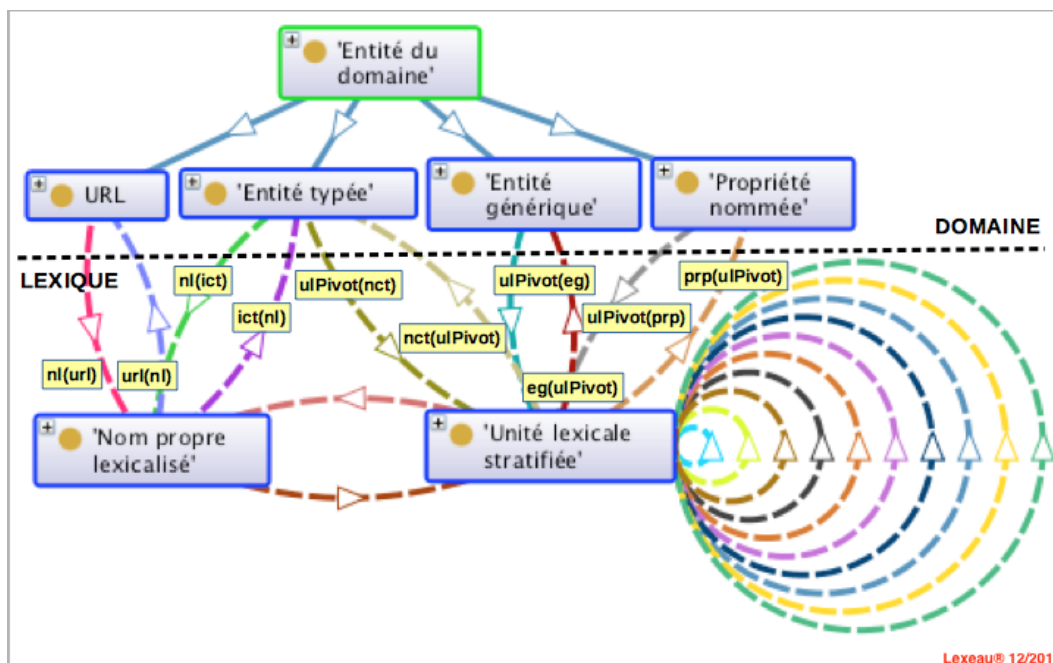 'Entité du
domaine'
URL
'Entité typée'
'Entité
générique'
'Propriété
nommée'
DOMAINE
LEXIQUE
nl(ict)
ulPivot(nct)
ulPivot(eg)
prp(ulPivot)
ict(nl)
ulPivot(prp)
nct(ulPivot)
nl(url)
url(nl)
eg(ulPivot)
'Nom propre
lexicalisé'
'Unité lexicale
stratifiée'
Lexeau® 12/201